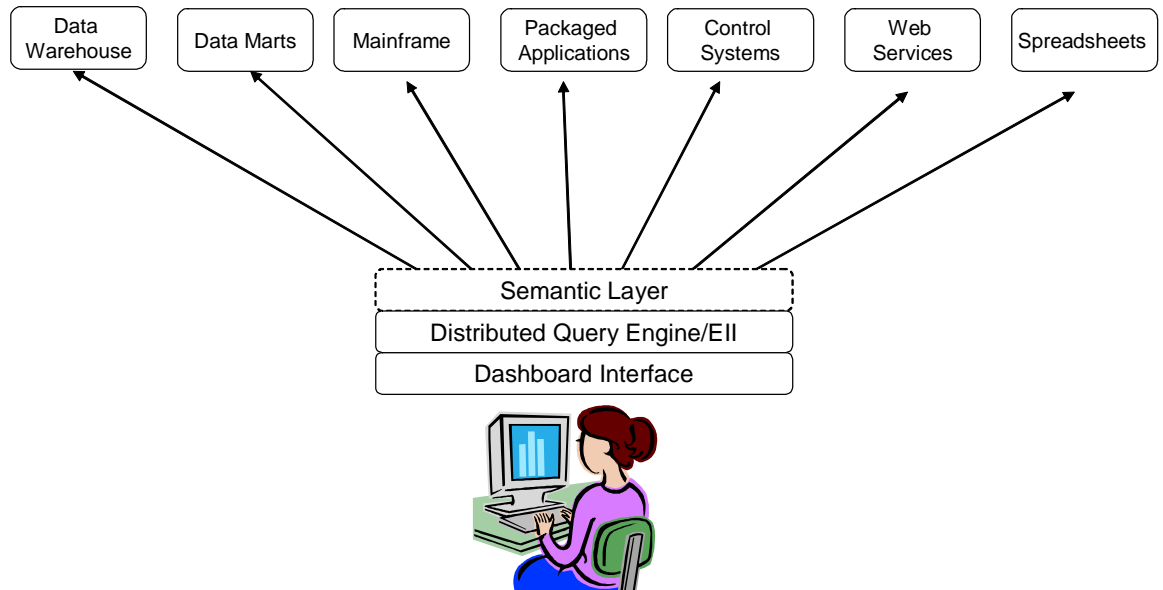 Data
Warehouse
Data Marts
Mainframe
Packaged
Applications
Control
Systems
Web
Services
Spreadsheets
Semantic Layer
Distributed Query Engine/EII
Dashboard Interface